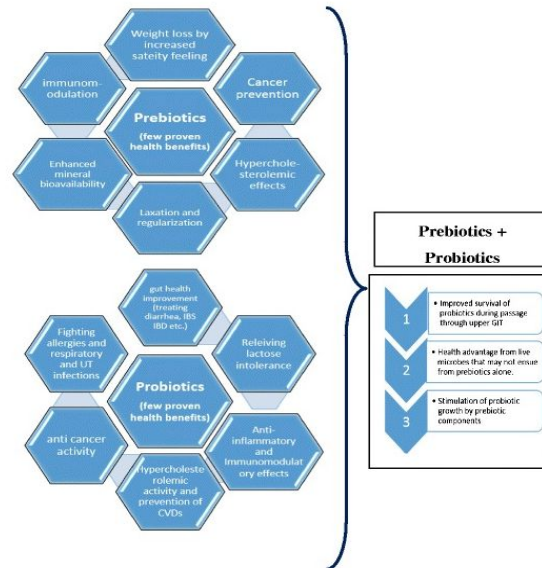 Weight loss by
increased
sateity feeling
immunom-
odulation
Cancer
prevention
Prebiotics
(few proven
health benefits)
Enhanced
mineral
bioavailability
Hyperchole-
sterolemic
effects
Laxation and
regularization
gut health
improvement
(treating
diarrhea, IBS
IBD etc.)
Fighting
allergies and
respiratory
and UT
infections
Releiving
lactose
intolerance
Probiotics
(few proven
health benefits)
anti cancer
activity
Anti-
inflammatory
and
Immunomodulat
ory effects
Hypercholeste
rolemic
activity and
prevention of
CVDs
Prebiotics +
Probiotics
1
• Improved survival of
probiotics during passage
through upper GIT
2
• Health advantage from live
microbes that may not ensue
from prebiotics alone.
3
• Stimulation of probiotic
growth by prebiotic
components